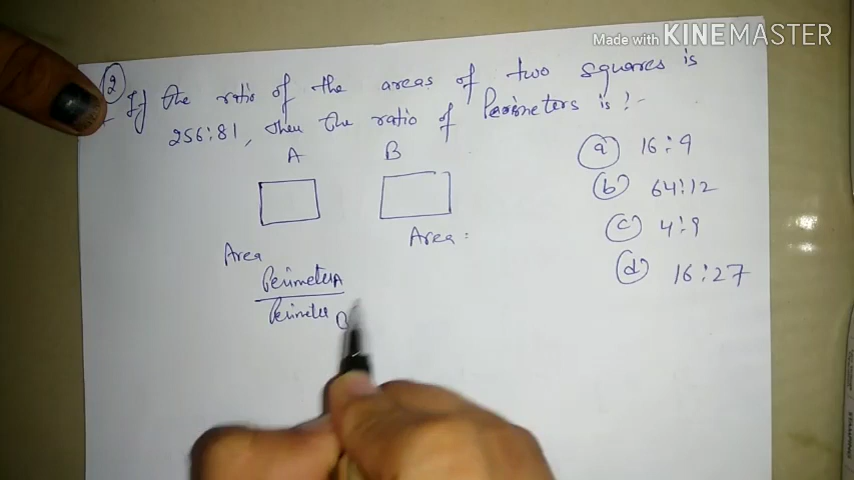 Made with KINEMASTER
② If the ratio of the areas of two squares is
256:81, then the ratio of Perimeters is:-
A B
ⓐ 16:9
ⓑ 64:12
ⓒ 4:9
ⓓ 16:27
Area
Area:
Perimeter A
Perimeter